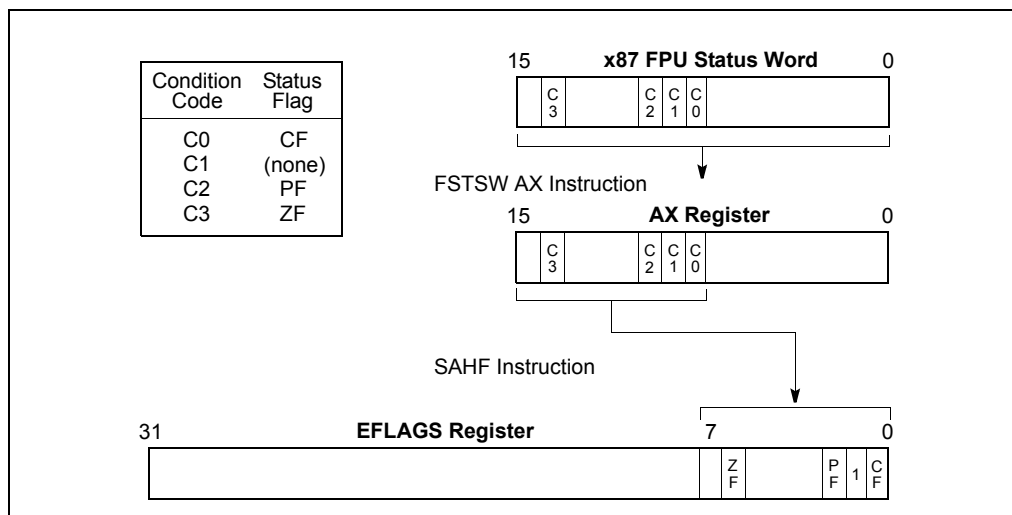 Condition Code Status Flag
C0 CF
C1 (none)
C2 PF
C3 ZF
15 x87 FPU Status Word 0
C3 C2 C1 C0
FSTSW AX Instruction
15 AX Register 0
C3 C2 C1 C0
SAHF Instruction
31 EFLAGS Register 7 0
ZF PF 1 CF